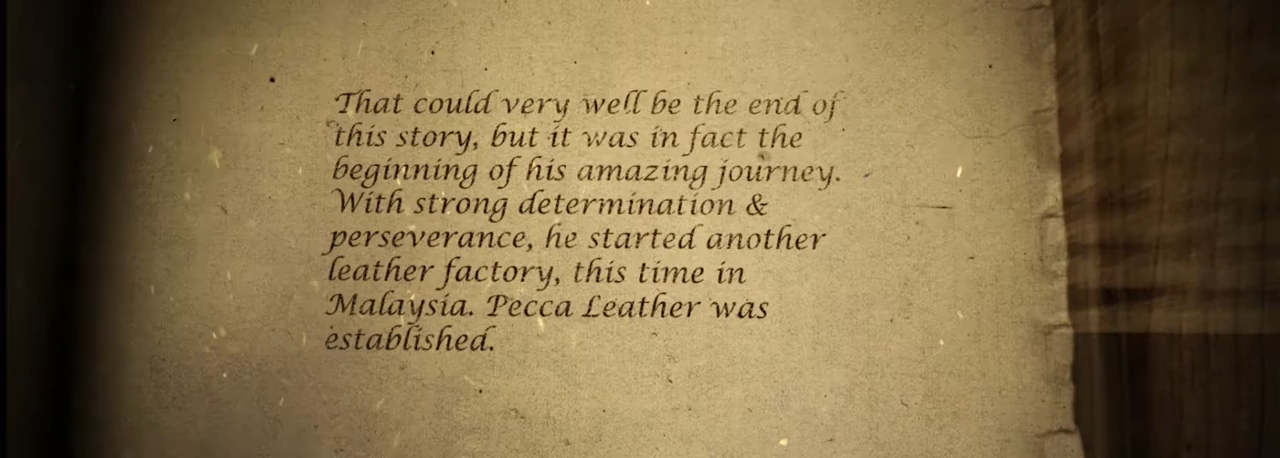 That could very well be the end of
this story, but it was in fact the
beginning of his amazing journey.
With strong determination &
perseverance, he started another
leather factory, this time in
Malaysia. Pecca Leather was
established.